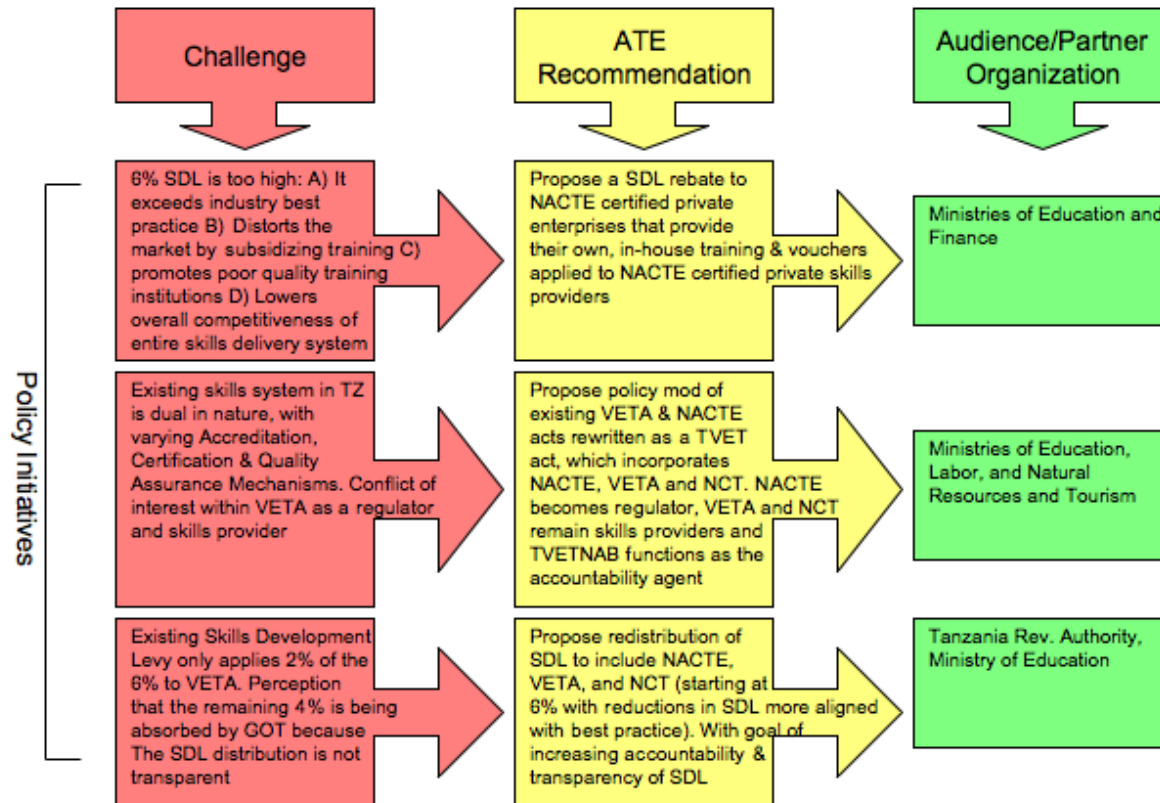 Challenge
ATE
Recommendation
Audience/Partner
Organization
Policy Initiatives
6% SDL is too high: A) It
exceeds industry best
practice B) Distorts the
market by subsidizing training C)
promotes poor quality training
institutions D) Lowers
overall competitiveness of
entire skills delivery system
Propose a SDL rebate to
NACTE certified private
enterprises that provide
their own, in-house training & vouchers
applied to NACTE certified private skills
providers
Ministries of Education and
Finance
Existing skills system in TZ
is dual in nature, with
varying Accreditation,
Certification & Quality
Assurance Mechanisms. Conflict of
interest within VETA as a regulator
and skills provider
Propose policy mod of
existing VETA & NACTE
acts rewritten as a TVET
act, which incorporates
NACTE, VETA and NCT. NACTE
becomes regulator, VETA and NCT
remain skills providers and
TVETNAB functions as the
accountability agent
Ministries of Education,
Labor, and Natural
Resources and Tourism
Existing Skills Development
Levy only applies 2% of the
6% to VETA. Perception
that the remaining 4% is being
absorbed by GOT because
The SDL distribution is not
transparent
Propose redistribution of
SDL to include NACTE,
VETA, and NCT (starting at
6% with reductions in SDL more aligned
with best practice). With goal of
increasing accountability &
transparency of SDL
Tanzania Rev. Authority,
Ministry of Education